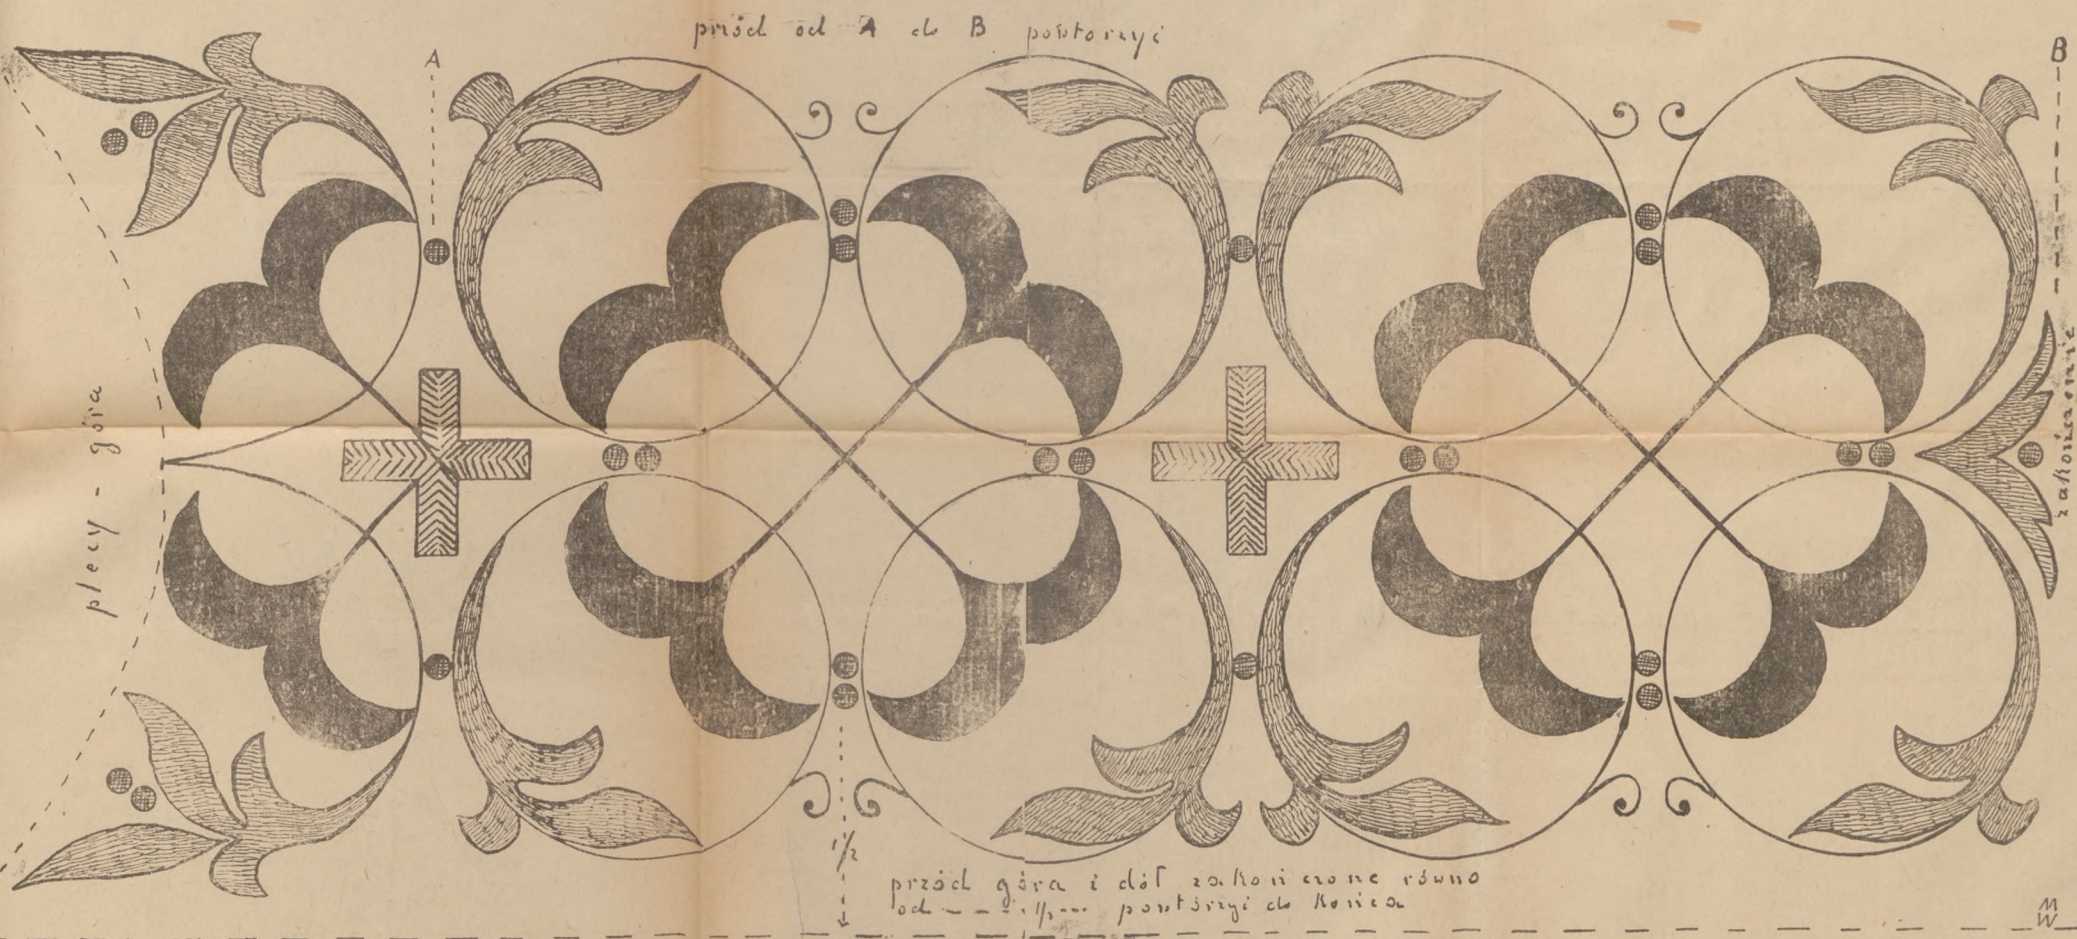 przód od A do B powtórzyć
A
B
plecy - góra
zakończenie
1/2
przód góra i dół zakończone równo
od - - - - 1/2 - - - powtórzyć do końca
MW